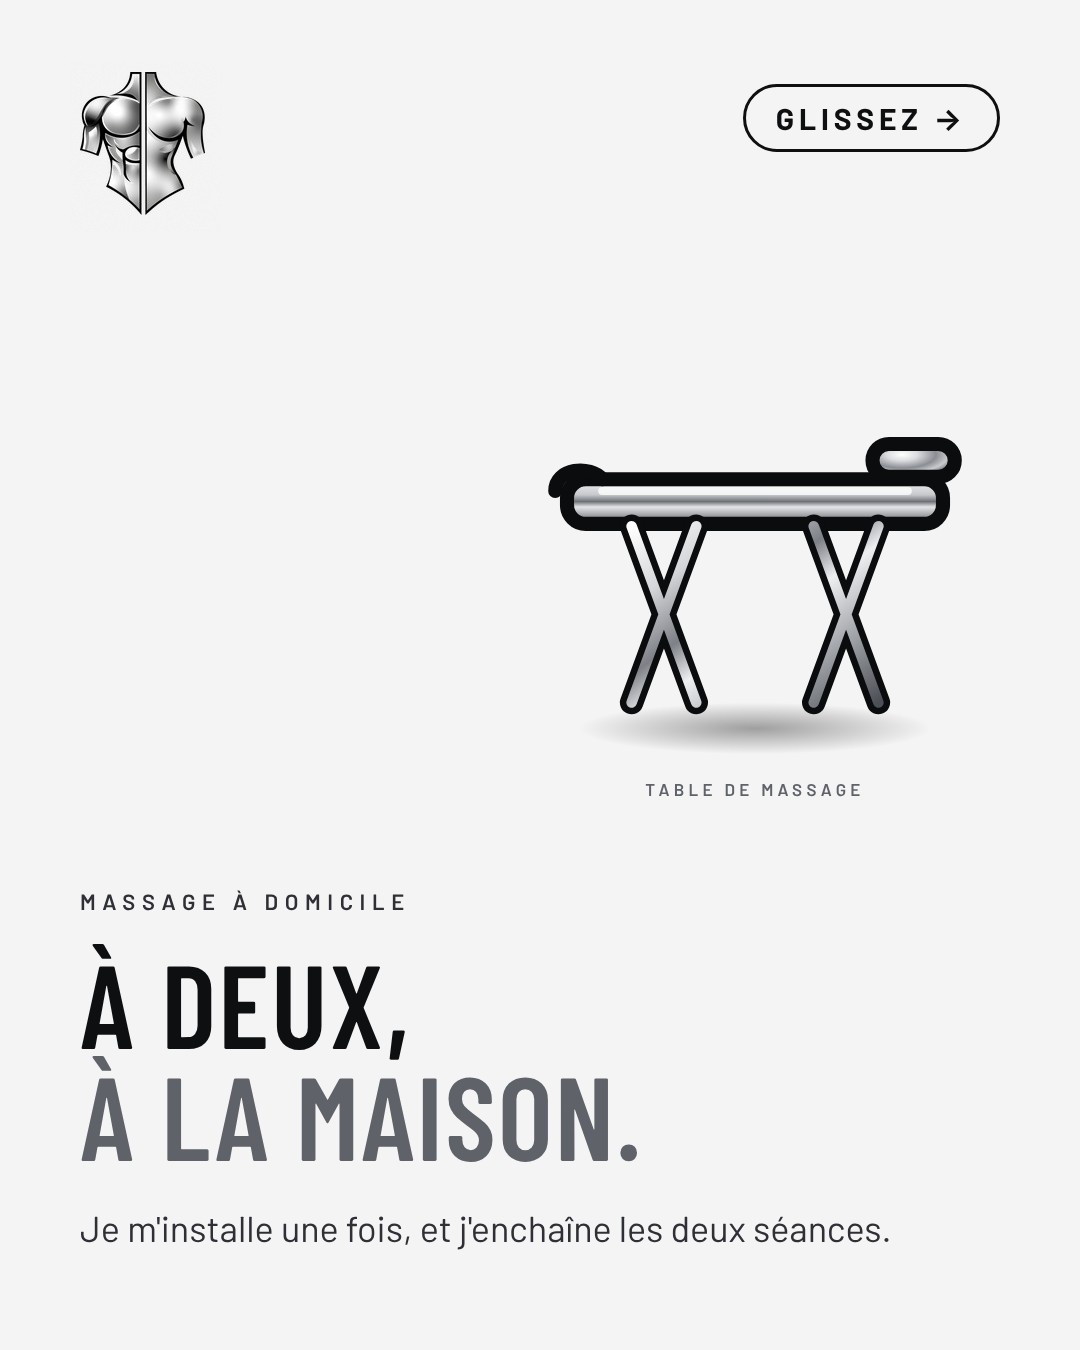 GLISSEZ →
TABLE DE MASSAGE
MASSAGE À DOMICILE
À DEUX,
À LA MAISON.
Je m'installe une fois, et j'enchaîne les deux séances.